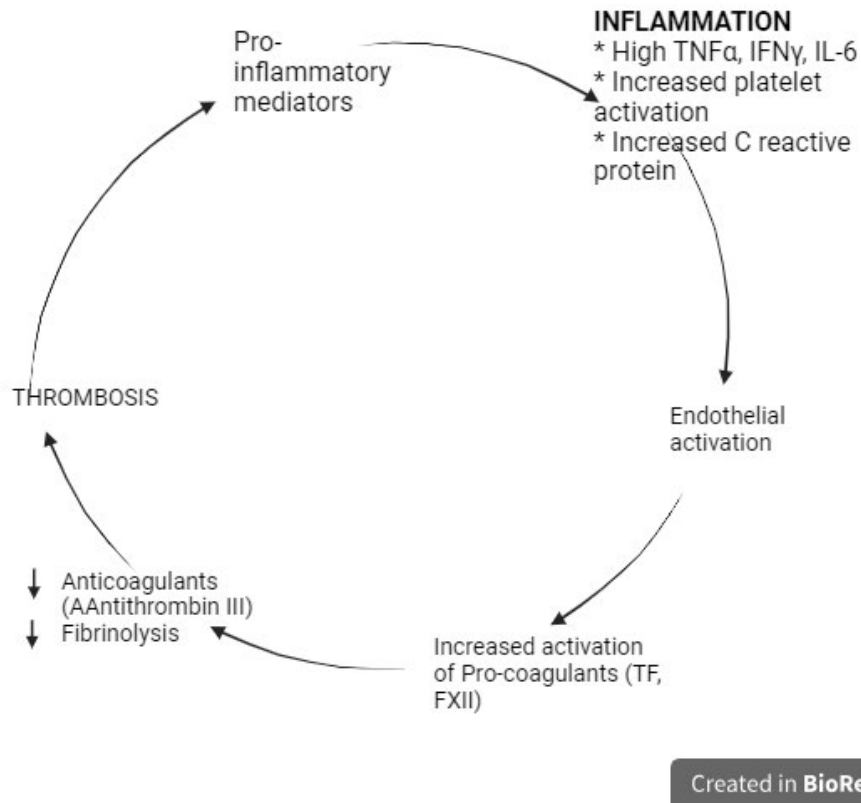 INFLAMMATION
* High TNFα, IFNγ, IL-6
* Increased platelet
activation
* Increased C reactive
protein
Pro-
inflammatory
mediators
Endothelial
activation
Increased activation
of Pro-coagulants (TF,
FXII)
Anticoagulants
(AAntithrombin III)
Fibrinolysis
THROMBOSIS
Created in